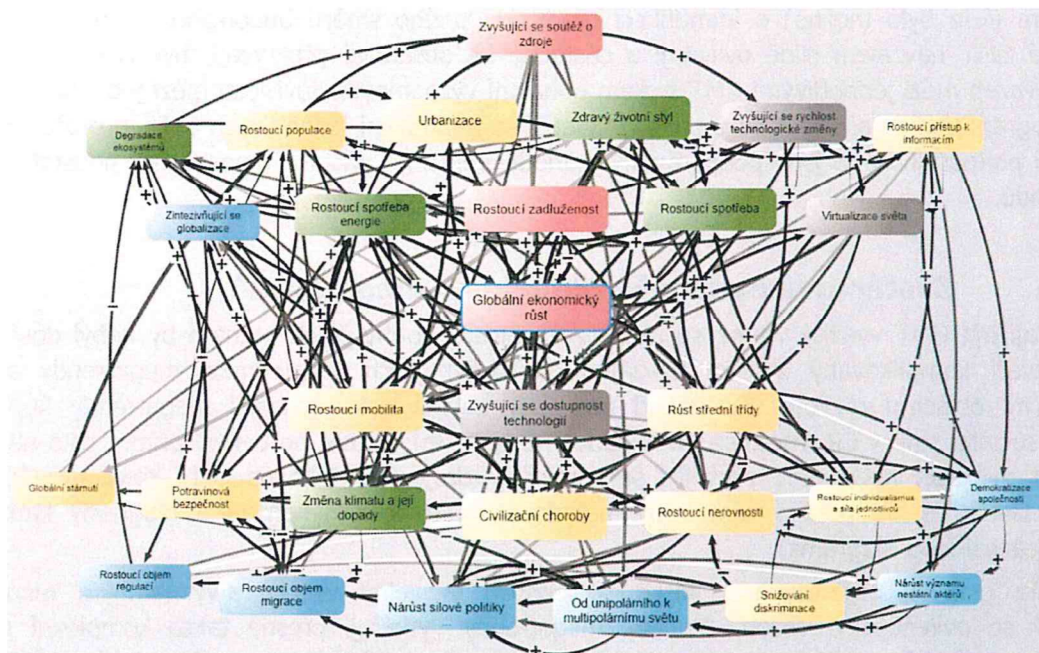 Zvyšující se soutěž o
zdroje
Degradace
ekosystémů
Rostoucí populace
Urbanizace
Zdravý životní styl
Zvyšující se rychlost
technologické změny
Rostoucí přístup k
informacím
Zintezivňující se
globalizace
Rostoucí spotřeba
energie
Rostoucí zadluženost
Rostoucí spotřeba
Virtualizace světa
Globální ekonomický
růst
Rostoucí mobilita
Zvyšující se dostupnost
technologií
Růst střední třídy
Globální stárnutí
Potravinová
bezpečnost
Změna klimatu a její
dopady
Civilizační choroby
Rostoucí nerovnosti
Rostoucí individualismus
a síla jednotlivců
Demokratizace
společnosti
Rostoucí objem
regulací
Rostoucí objem
migrace
Nárůst silové politiky
Od unipolárního k
multipolárnímu světu
Snižování
diskriminace
Nárůst významu
nestátní aktérů